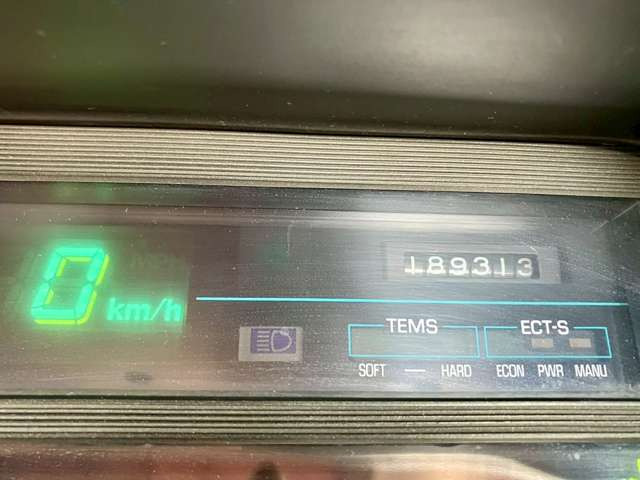 189313
0 km/h
TEMS ECT-S
SOFT — HARD ECON PWR MANU